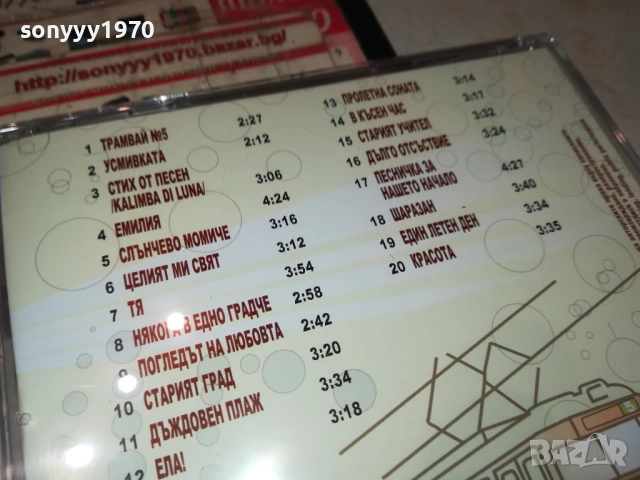 sonyyy1970
http://sonyyy1970.bazar.bg/
1 ТРАМВАЙ №5 2:27
2 УСМИВКАТА 2:12
3 СТИХ ОТ ПЕСЕН
/KALIMBA DI LUNA/ 3:06
4 ЕМИЛИЯ 4:24
5 СЛЪНЧЕВО МОМИЧЕ 3:16
6 ЦЕЛИЯТ МИ СВЯТ 3:12
7 ТЯ 3:54
8 НЯКОГА В ЕДНО ГРАДЧЕ 2:58
9 ПОГЛЕДЪТ НА ЛЮБОВТА 2:42
10 СТАРИЯТ ГРАД 3:20
11 ДЪЖДОВЕН ПЛАЖ 3:34
12 ЕЛА! 3:18
13 ПРОЛЕТНА СОНАТА 3:14
14 В КЪСЕН ЧАС 3:17
15 СТАРИЯТ УЧИТЕЛ 3:32
16 ДЪЛГО ОТСЪСТВИЕ 3:24
17 ПЕСНИЧКА ЗА
НАШЕТО НАЧАЛО 4:27
18 ШАРАЗАН 3:40
19 ЕДИН ЛЕТЕН ДЕН 3:34
20 КРАСОТА 3:35
5
BAZAR